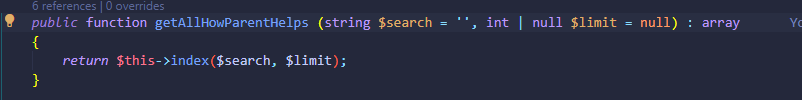 6 references | 0 overrides
public function getAllHowParentHelps (string $search = '', int | null $limit = null) : array Yo
{
return $this->index($search, $limit);
}